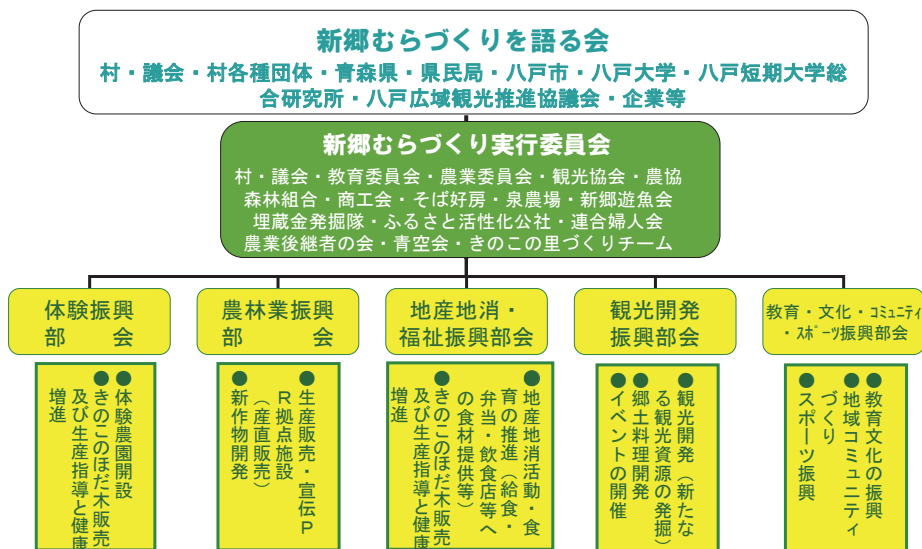 新郷むらづくりを語る会
村・議会・村各種団体・青森県・県民局・八戸市・八戸大学・八戸短期大学総
合研究所・八戸広域観光推進協議会・企業等
新郷むらづくり実行委員会
村・議会・教育委員会・農業委員会・観光協会・農協
森林組合・商工会・そば好房・泉農場・新郷遊魚会
埋蔵金発掘隊・ふるさと活性化公社・連合婦人会
農業後継者の会・青空会・きのこの里づくりチーム
体験振興
部　会
農林業振興
部　会
地産地消・
福祉振興部会
観光開発
振興部会
教育・文化・コミュニティ
・スポーツ振興部会
●体験農園開設
●きのこのほだ木販売
及び生産指導と健康
増進
●生産販売・宣伝P
R拠点施設
(産直販売)
●新作物開発
●地産地消活動・食
育の推進(給食・
弁当・飲食店等へ
の食材提供等)
●きのこのほだ木販売
及び生産指導と健康
増進
●観光開発(新たな
る観光資源の発掘)
●郷土料理開発
●イベントの開催
●教育文化の振興
●地域コミュニティ
づくり
●スポーツ振興